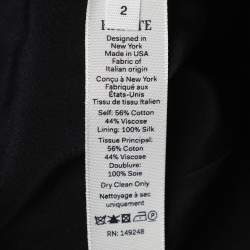 2
Designed in
New York
Made in USA
Fabric of
Italian origin
Conçu à New York
Fabriqué aux
États-Unis
Tissu de tissu Italien
Self: 56% Cotton
44% Viscose
Lining: 100% Silk
Tissue Principal:
56% Coton
44% Viscose
Doublure:
100% Soie
Dry Clean Only
Nettoyage à sec
uniquement
RN: 149248